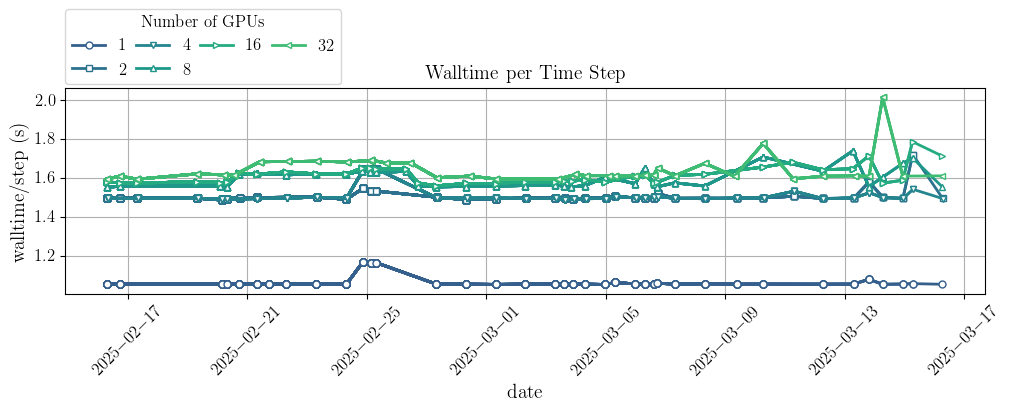 Number of GPUs
1 4 16 32
2 8
Walltime per Time Step
walltime/step (s)
2.0
1.8
1.6
1.4
1.2
2025−02−17
2025−02−21
2025−02−25
2025−03−01
2025−03−05
2025−03−09
2025−03−13
2025−03−17
date